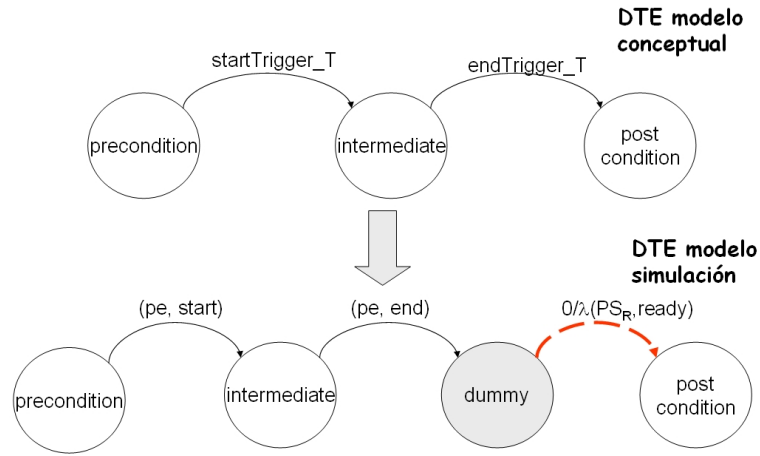 DTE modelo
conceptual
startTrigger_T
endTrigger_T
precondition
intermediate
post
condition
DTE modelo
simulación
(pe, start)
(pe, end)
0/λ(PS_R,ready)
precondition
intermediate
dummy
post
condition